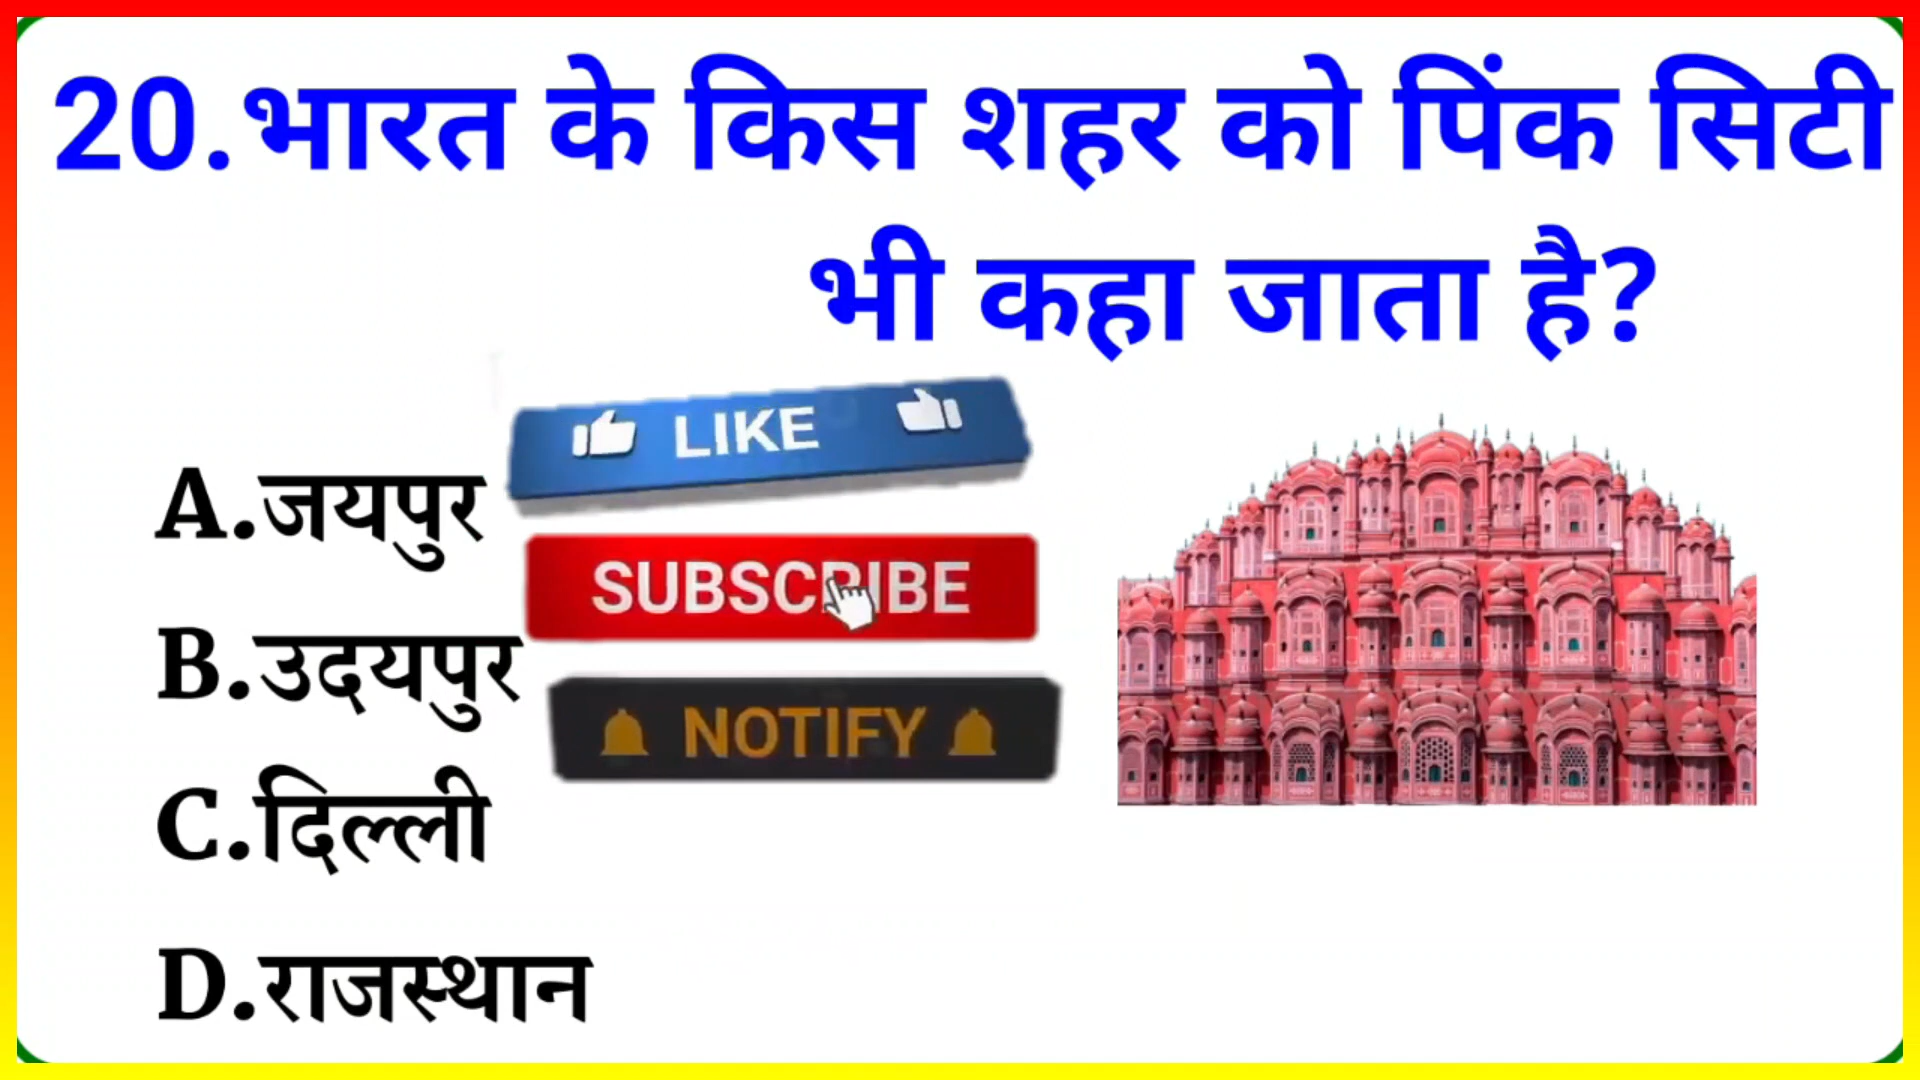 20.भारत के किस शहर को पिंक सिटी
भी कहा जाता है?
LIKE
A.जयपुर
SUBSCRIBE
B.उदयपुर
NOTIFY
C.दिल्ली
D.राजस्थान